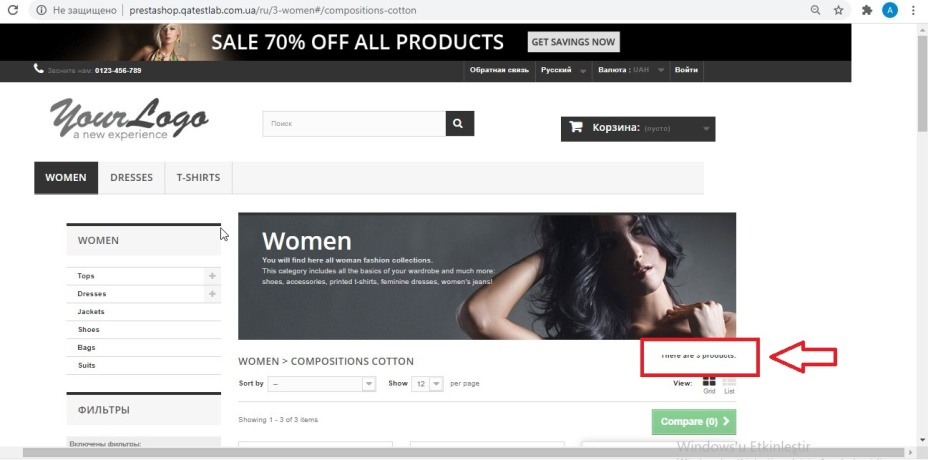 Не защищено | prestashop.qatestlab.com.ua/ru/3-women#/compositions-cotton
A
SALE 70% OFF ALL PRODUCTS GET SAVINGS NOW
Звоните нам: 0123-456-789
Обратная связь Русский Валюта : UAH Войти
YourLogo
a new experience
Поиск
Корзина: (пусто)
WOMEN DRESSES T-SHIRTS
WOMEN
Tops
Dresses
Jackets
Shoes
Bags
Suits
ФИЛЬТРЫ
Включены фильтры:
Women
You will find here all woman fashion collections.
This category includes all the basics of your wardrobe and much more:
shoes, accessories, printed t-shirts, feminine dresses, women's jeans!
WOMEN > COMPOSITIONS COTTON
There are 3 products.
Sort by -- Show 12 per page View: Grid List
Showing 1 - 3 of 3 items
Compare (0)
Windows'u Etkinleştir